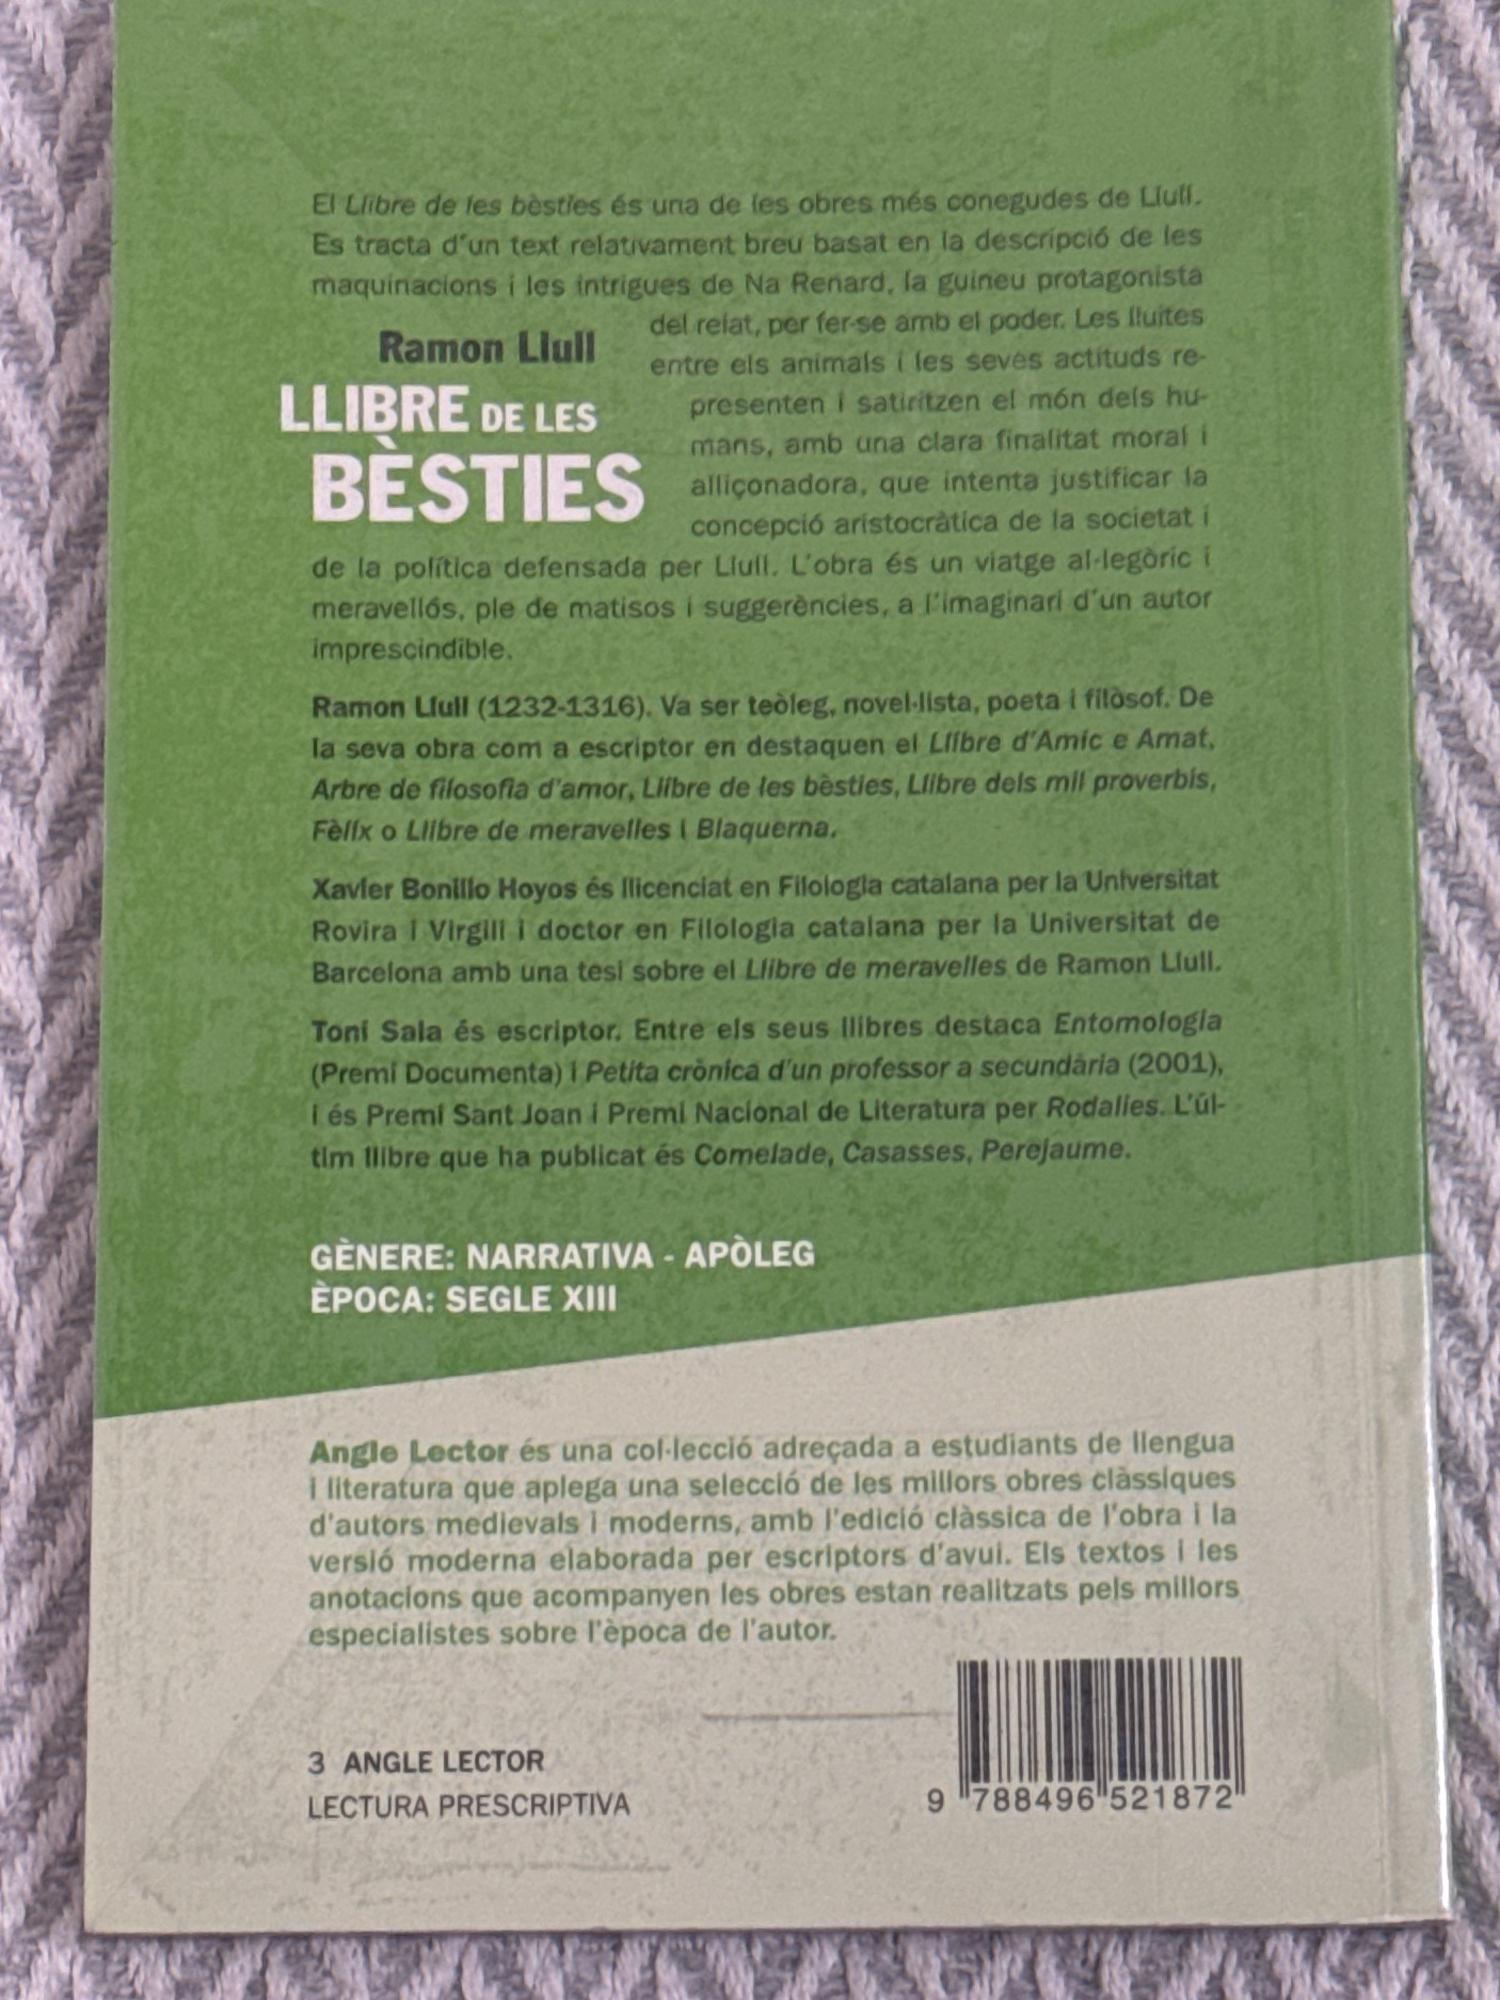 El Llibre de les bèsties és una de les obres més conegudes de Llull.
Es tracta d'un text relativament breu basat en la descripció de les
maquinacions i les intrigues de Na Renard, la guineu protagonista
del relat, per fer-se amb el poder. Les lluites
entre els animals i les seves actituds re-
presenten i satiritzen el món dels hu-
mans, amb una clara finalitat moral i
alliçonadora, que intenta justificar la
concepció aristocràtica de la societat i
de la política defensada per Llull. L'obra és un viatge al·legòric i
meravellós, ple de matisos i suggerències, a l'imaginari d'un autor
imprescindible.
Ramon Llull
LLIBRE DE LES
BÈSTIES
Ramon Llull (1232-1316). Va ser teòleg, novel·lista, poeta i filòsof. De
la seva obra com a escriptor en destaquen el Llibre d'Amic e Amat,
Arbre de filosofia d'amor, Llibre de les bèsties, Llibre dels mil proverbis,
Fèlix o Llibre de meravelles i Blaquerna.
Xavier Bonillo Hoyos és llicenciat en Filologia catalana per la Universitat
Rovira i Virgili i doctor en Filologia catalana per la Universitat de
Barcelona amb una tesi sobre el Llibre de meravelles de Ramon Llull.
Toni Sala és escriptor. Entre els seus llibres destaca Entomologia
(Premi Documenta) i Petita crònica d'un professor a secundària (2001),
i és Premi Sant Joan i Premi Nacional de Literatura per Rodalies. L'úl-
tim llibre que ha publicat és Comelade, Casasses, Perejaume.
GÈNERE: NARRATIVA - APÒLEG
ÈPOCA: SEGLE XIII
Angle Lector és una col·lecció adreçada a estudiants de llengua
i literatura que aplega una selecció de les millors obres clàssiques
d'autors medievals i moderns, amb l'edició clàssica de l'obra i la
versió moderna elaborada per escriptors d'avui. Els textos i les
anotacions que acompanyen les obres estan realitzats pels millors
especialistes sobre l'època de l'autor.
3 ANGLE LECTOR
LECTURA PRESCRIPTIVA
9 788496 521872